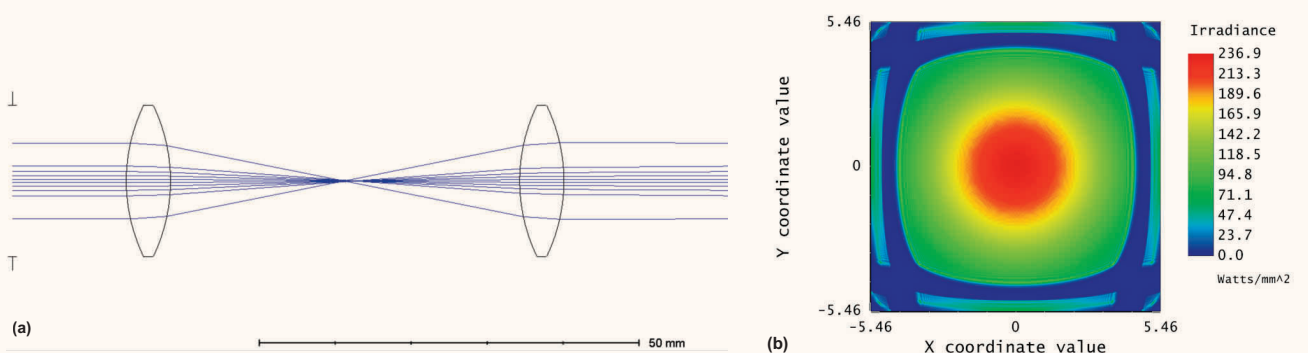 (a)
50 mm
5.46
Y coordinate value
0
-5.46
-5.46
0
5.46
X coordinate value
(b)
Irradiance
236.9
213.3
189.6
165.9
142.2
118.5
94.8
71.1
47.4
23.7
0.0
Watts/mm^2